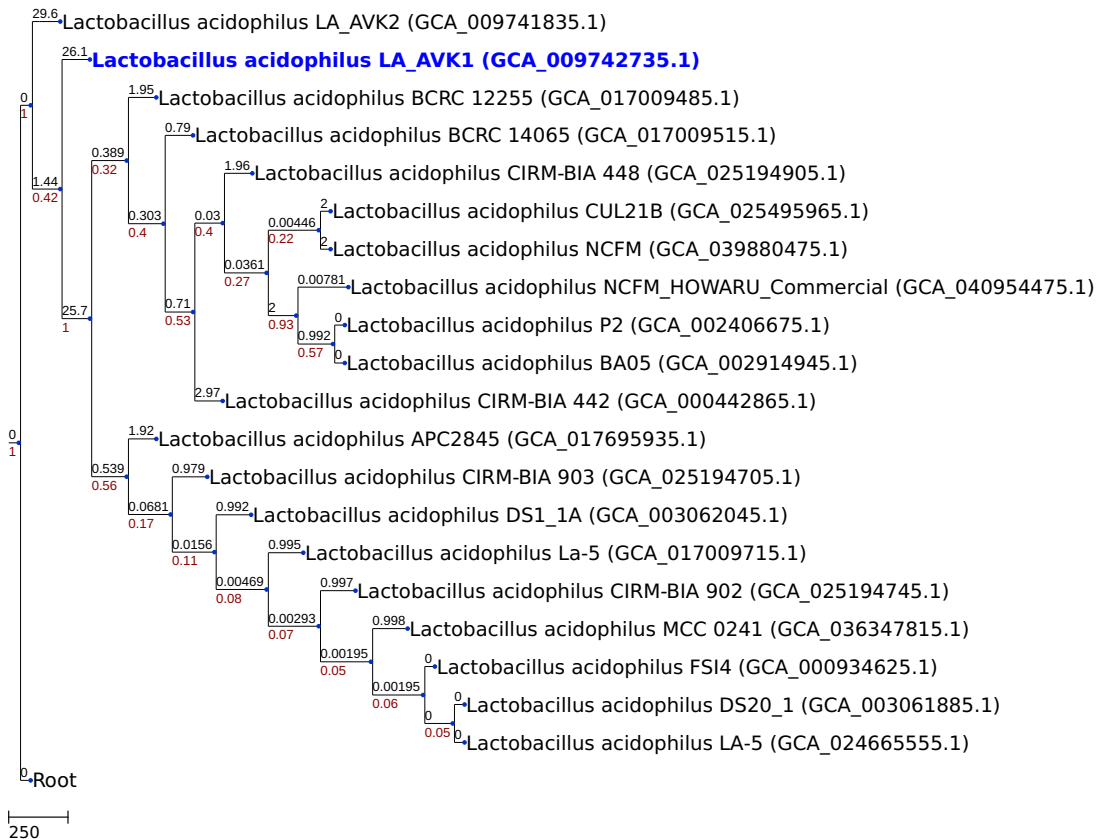 29.6
Lactobacillus acidophilus LA_AVK2 (GCA_009741835.1)
26.1
Lactobacillus acidophilus LA_AVK1 (GCA_009742735.1)
1.95
Lactobacillus acidophilus BCRC 12255 (GCA_017009485.1)
0
1
0.79
Lactobacillus acidophilus BCRC 14065 (GCA_017009515.1)
0.389
0.32
1.96
Lactobacillus acidophilus CIRM-BIA 448 (GCA_025194905.1)
1.44
0.42
2
Lactobacillus acidophilus CUL21B (GCA_025495965.1)
0.303
0.4
0.03
0.4
0.00446
0.22
2
Lactobacillus acidophilus NCFM (GCA_039880475.1)
0.0361
0.27
0.00781
Lactobacillus acidophilus NCFM_HOWARU_Commercial (GCA_040954475.1)
25.7
1
0.71
0.53
2
0.93
0
Lactobacillus acidophilus P2 (GCA_002406675.1)
0.992
0.57
0
Lactobacillus acidophilus BA05 (GCA_002914945.1)
2.97
Lactobacillus acidophilus CIRM-BIA 442 (GCA_000442865.1)
0
1
1.92
Lactobacillus acidophilus APC2845 (GCA_017695935.1)
0.539
0.56
0.979
Lactobacillus acidophilus CIRM-BIA 903 (GCA_025194705.1)
0.0681
0.17
0.992
Lactobacillus acidophilus DS1_1A (GCA_003062045.1)
0.0156
0.11
0.995
Lactobacillus acidophilus La-5 (GCA_017009715.1)
0.00469
0.08
0.997
Lactobacillus acidophilus CIRM-BIA 902 (GCA_025194745.1)
0.00293
0.07
0.998
Lactobacillus acidophilus MCC 0241 (GCA_036347815.1)
0.00195
0.05
0
Lactobacillus acidophilus FSI4 (GCA_000934625.1)
0.00195
0.06
0
Lactobacillus acidophilus DS20_1 (GCA_003061885.1)
0
0.05
0
Lactobacillus acidophilus LA-5 (GCA_024665555.1)
0
Root
250